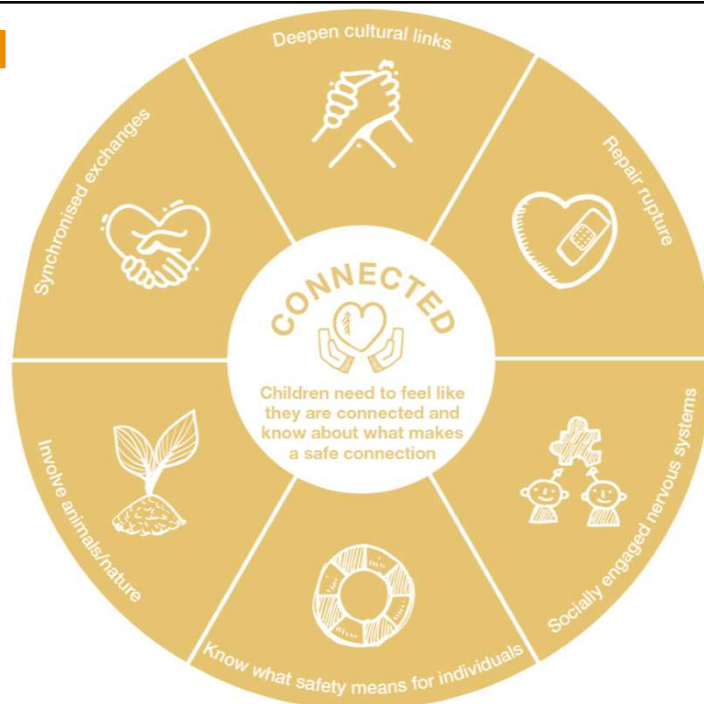 Deepen cultural links
Repair rupture
Socially engaged nervous systems
Know what safety means for individuals
Involve animals/nature
Synchronised exchanges
CONNECTED
Children need to feel like
they are connected and
know about what makes
a safe connection